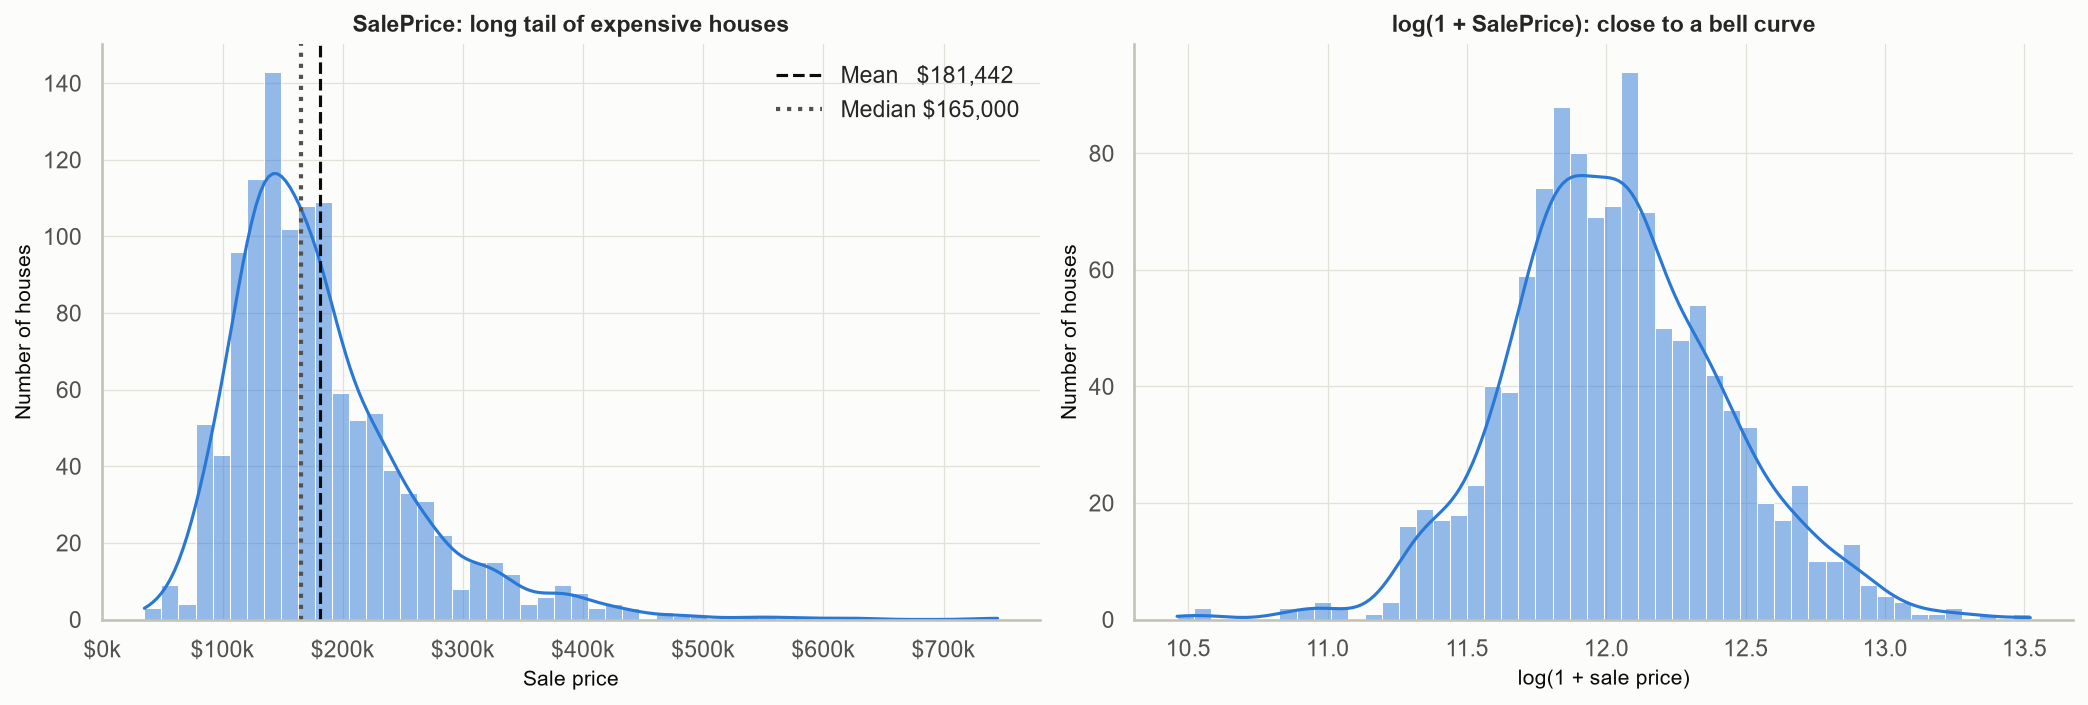 SalePrice: long tail of expensive houses
Mean $181,442
Median $165,000
Number of houses
140
120
100
80
60
40
20
0
$0k $100k $200k $300k $400k $500k $600k $700k
Sale price
log(1 + SalePrice): close to a bell curve
Number of houses
80
60
40
20
0
10.5 11.0 11.5 12.0 12.5 13.0 13.5
log(1 + sale price)